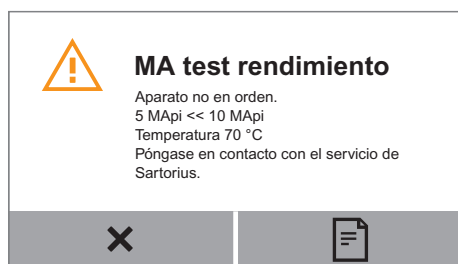 MA test rendimiento
Aparato no en orden.
5 MApi << 10 MApi
Temperatura 70 °C
Póngase en contacto con el servicio de
Sartorius.